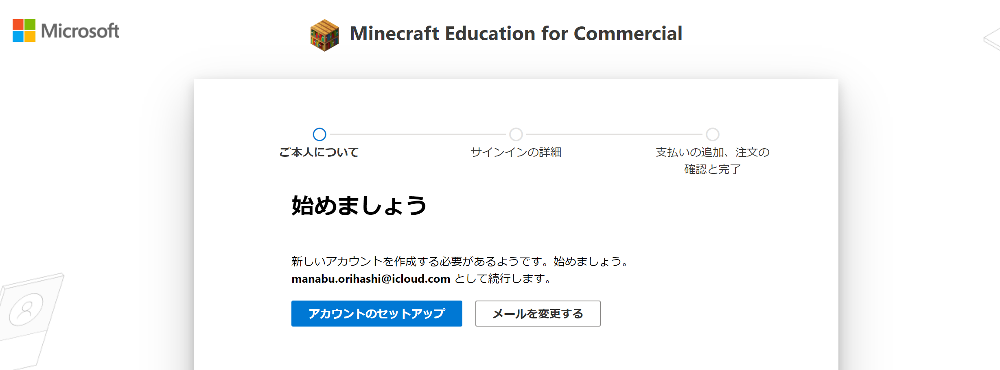 Microsoft
Minecraft Education for Commercial
ご本人について
サインインの詳細
支払いの追加、注文の
確認と完了
始めましょう
新しいアカウントを作成する必要があるようです。始めましょう。
manabu.orihashi@icloud.com として続行します。
アカウントのセットアップ
メールを変更する